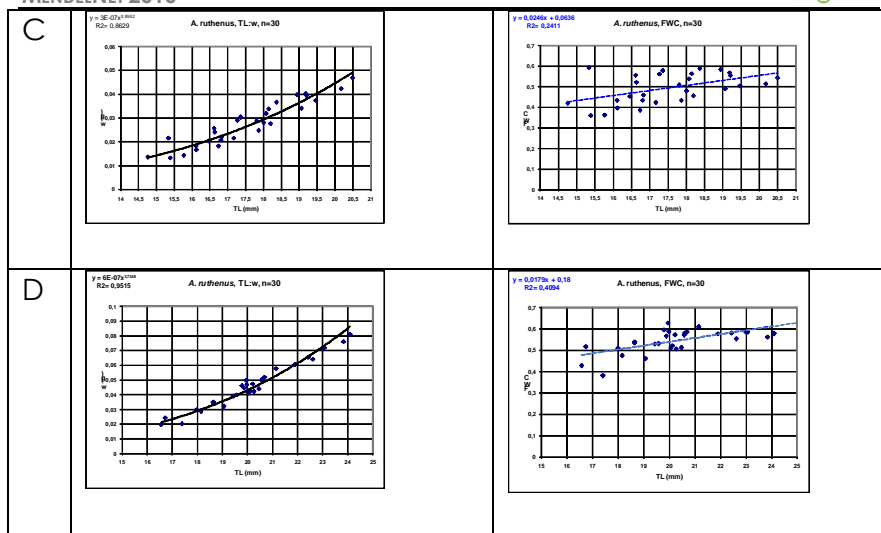 MENDELNET 2016
C
y = 3E-07x
R2= 0,8629
A. ruthenus, TL:w, n=30
0,06
0,05
0,04
0,03
0,02
0,01
0
14 14,5 15 15,5 16 16,5 17 17,5 18 18,5 19 19,5 20 20,5 21
TL (mm)
y = 0,0246x + 0,0636
R2= 0,2411
A. ruthenus, FWC, n=30
0,7
0,6
0,5
0,4
0,3
0,2
0,1
0
FWC
14 14,5 15 15,5 16 16,5 17 17,5 18 18,5 19 19,5 20 20,5 21
TL (mm)
D
y = 6E-07x
R2= 0,9515
A. ruthenus, TL:w, n=30
0,1
0,09
0,08
0,07
0,06
0,05
0,04
0,03
0,02
0,01
0
15 16 17 18 19 20 21 22 23 24 25
TL (mm)
y = 0,0179x + 0,18
R2= 0,4094
A. ruthenus, FWC, n=30
0,7
0,6
0,5
0,4
0,3
0,2
0,1
0
FWC
15 16 17 18 19 20 21 22 23 24 25
TL (mm)